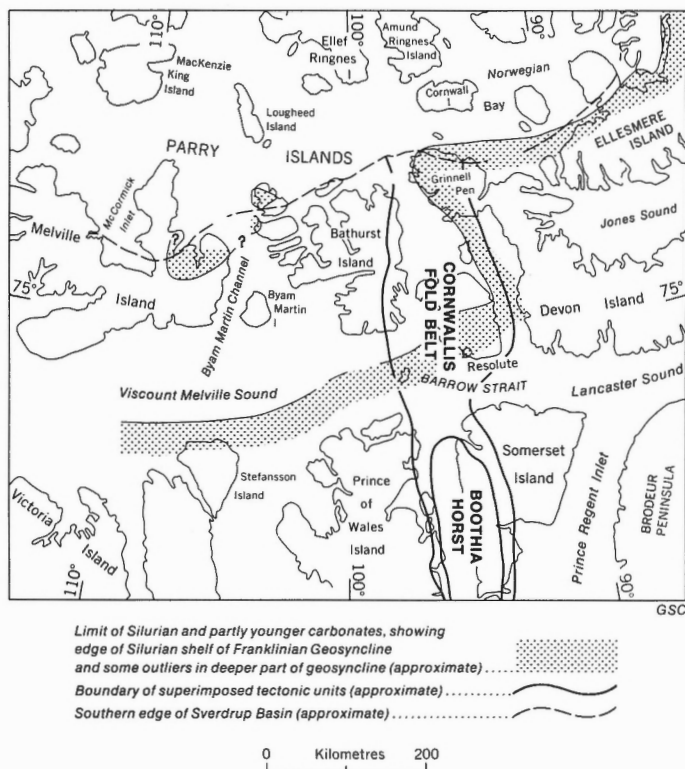 110°
100°
90°
MacKenzie
King
Island
Ellef
Ringnes
I
Amund
Ringnes
Island
Norwegian
Bay
Cornwall
I
Lougheed
Island
ELLESMERE
ISLAND
PARRY
ISLANDS
Grinnell
Pen
McCormick
Inlet
Melville
?
?
Bathurst
Island
Jones Sound
75°
Island
Byam Martin Channel
Byam
Martin
I
CORNWALLIS
FOLD BELT
Devon Island
75°
Resolute
BARROW STRAIT
Viscount Melville Sound
Lancaster Sound
Stefansson
Island
Prince
of
Wales
Island
Somerset
Island
BOOTHIA
HORST
Prince Regent Inlet
BRODEUR
PENINSULA
Victoria
Island
110°
100°
90°
GSC
Limit of Silurian and partly younger carbonates, showing
edge of Silurian shelf of Franklinian Geosyncline
and some outliers in deeper part of geosyncline (approximate) .....
Boundary of superimposed tectonic units (approximate) ..........
Southern edge of Sverdrup Basin (approximate) ..................
0 Kilometres 200